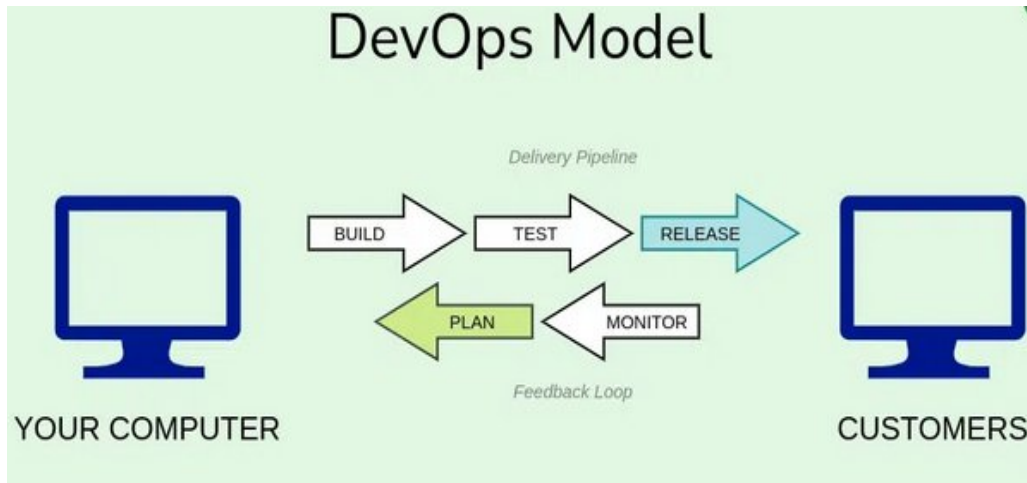 DevOps Model
Delivery Pipeline
BUILD TEST RELEASE
PLAN MONITOR
Feedback Loop
YOUR COMPUTER CUSTOMERS